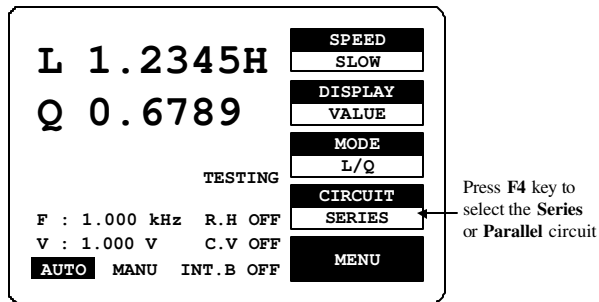 L 1.2345H
Q 0.6789
TESTING
F : 1.000 kHz R.H OFF
V : 1.000 V C.V OFF
AUTO MANU INT.B OFF
SPEED
SLOW
DISPLAY
VALUE
MODE
L/Q
CIRCUIT
SERIES
MENU
Press F4 key to
select the Series
or Parallel circuit